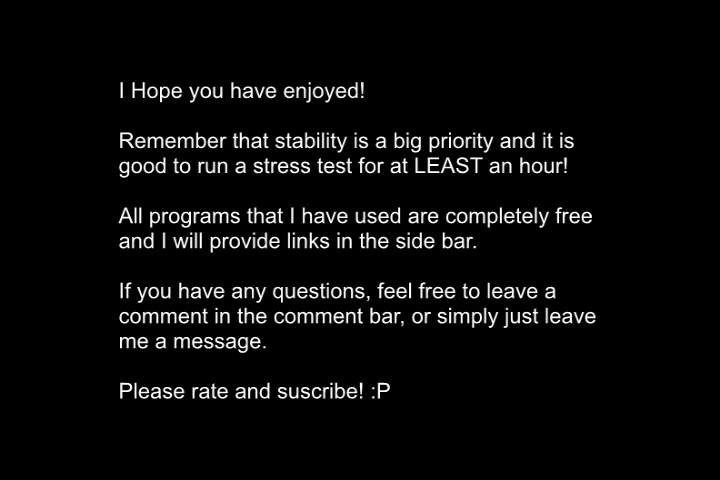 I Hope you have enjoyed!
Remember that stability is a big priority and it is
good to run a stress test for at LEAST an hour!
All programs that I have used are completely free
and I will provide links in the side bar.
If you have any questions, feel free to leave a
comment in the comment bar, or simply just leave
me a message.
Please rate and suscribe! :P